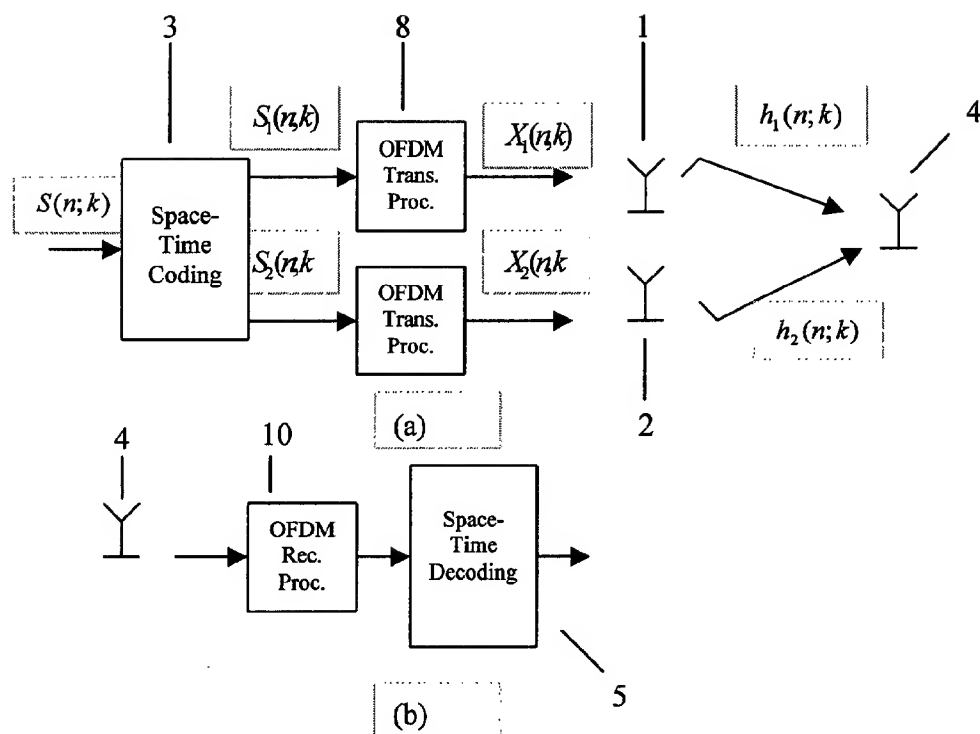 3
8
1
4
S₁(n,k)
X₁(n,k)
h₁(n;k)
S(n;k)
Space-
Time
Coding
OFDM
Trans.
Proc.
S₂(n,k
X₂(n,k
OFDM
Trans.
Proc.
h₂(n;k)
2
(a)
4
10
OFDM
Rec.
Proc.
Space-
Time
Decoding
5
(b)